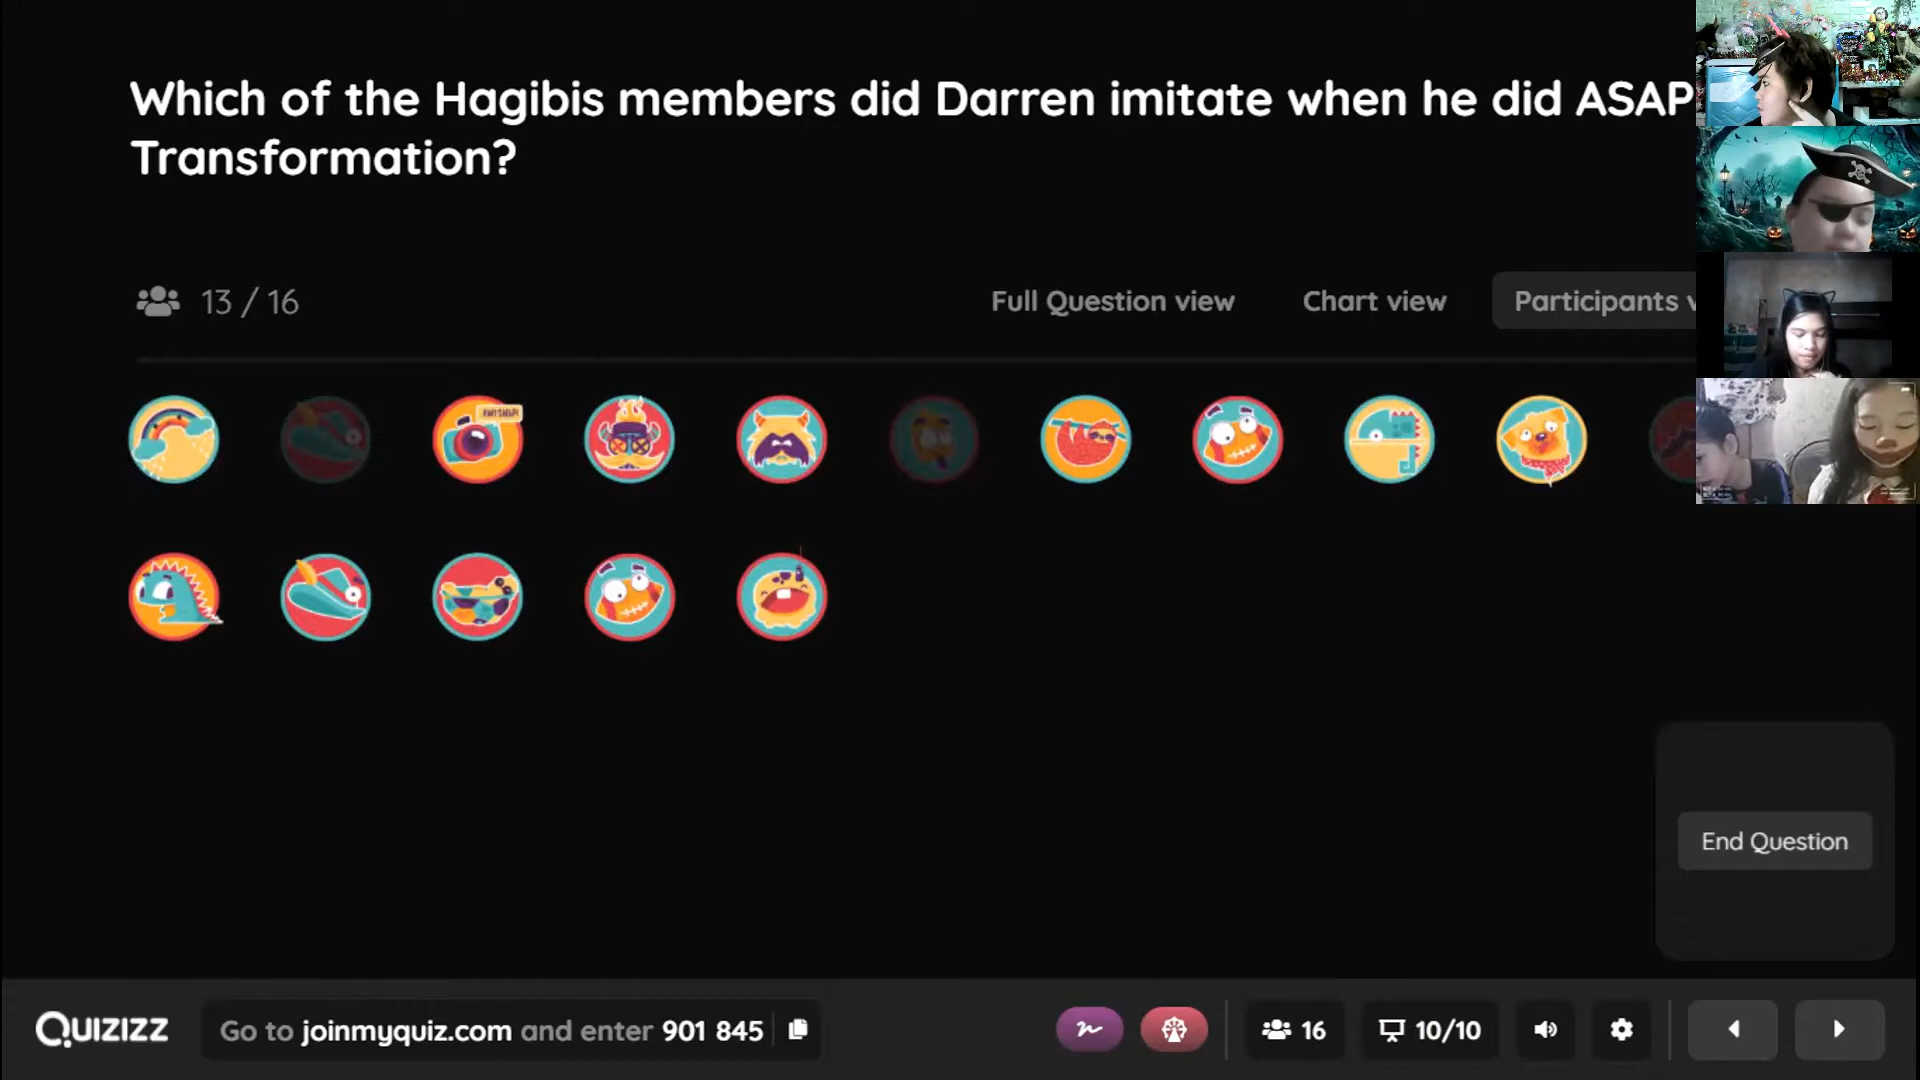 Which of the Hagibis members did Darren imitate when he did ASAP
Transformation?
13 / 16
Full Question view
Chart view
Participants v
End Question
QUIZIZZ
Go to joinmyquiz.com and enter 901 845
16
10/10